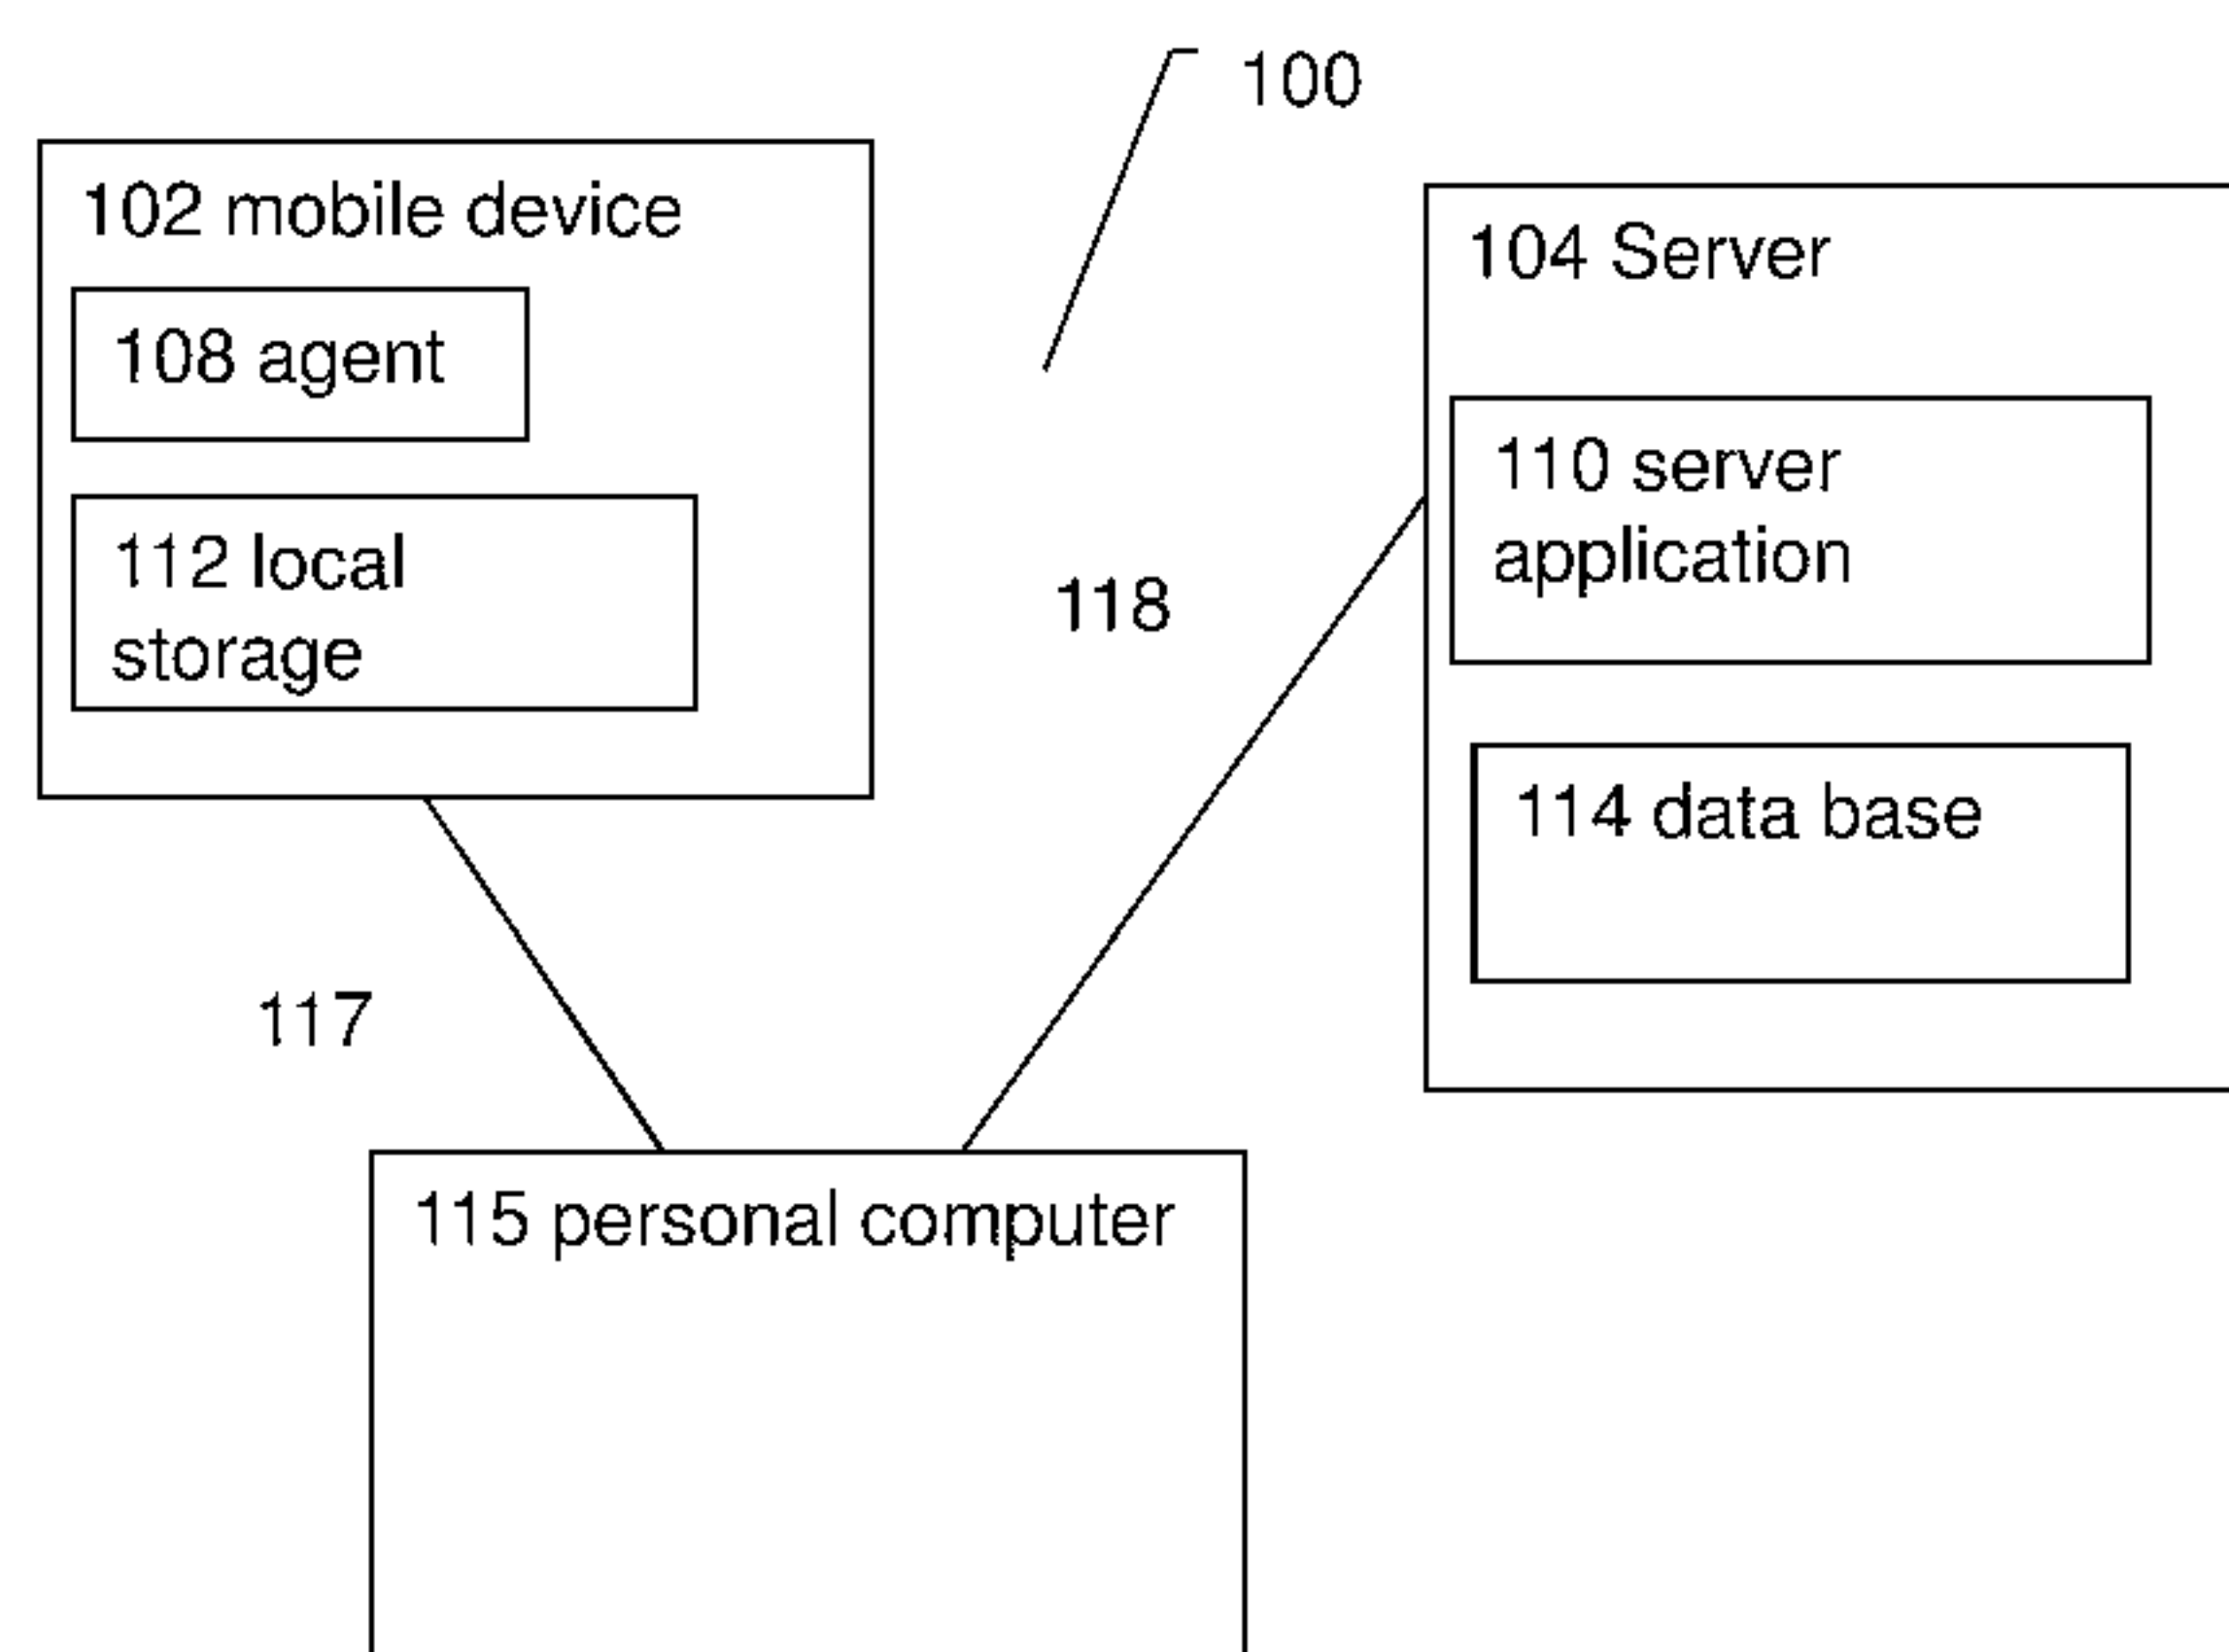 100
102 mobile device
104 Server
108 agent
110 server
application
112 local
storage
118
114 data base
117
115 personal computer